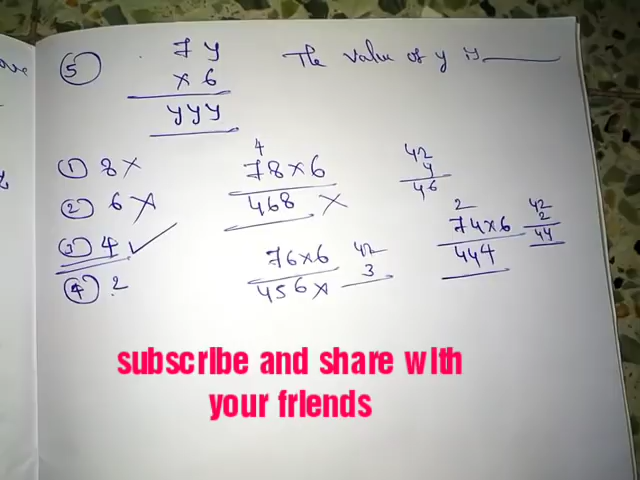 ⑤ 7y The value of y is ____
× 6
yyy
① 8 ×
② 6 ×
③ 4 ✓
④ 2
4
78×6
468 ×
42
4
46
76×6
456 ×
42
3
2
74×6
444
42
2
44
subscribe and share with
your friends